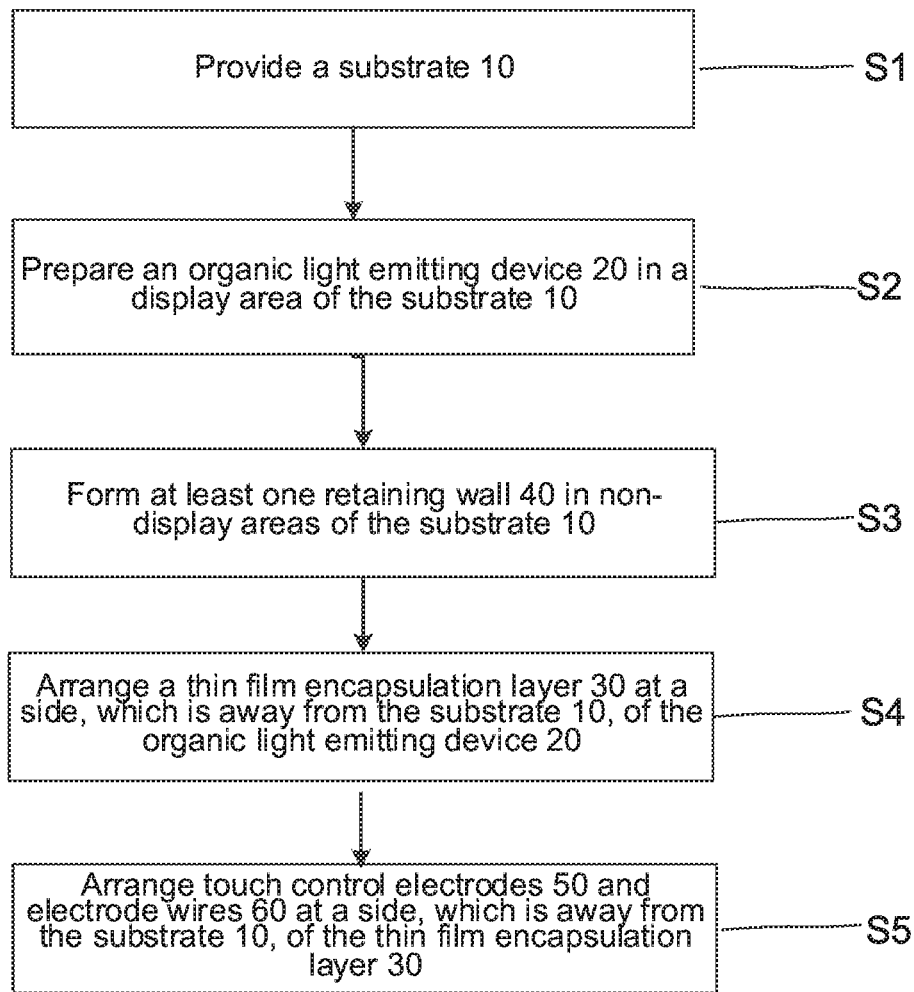 Provide a substrate 10
S1
Prepare an organic light emitting device 20 in a
display area of the substrate 10
S2
Form at least one retaining wall 40 in non-
display areas of the substrate 10
S3
Arrange a thin film encapsulation layer 30 at a
side, which is away from the substrate 10, of the
organic light emitting device 20
S4
Arrange touch control electrodes 50 and
electrode wires 60 at a side, which is away from
the substrate 10, of the thin film encapsulation
layer 30
S5